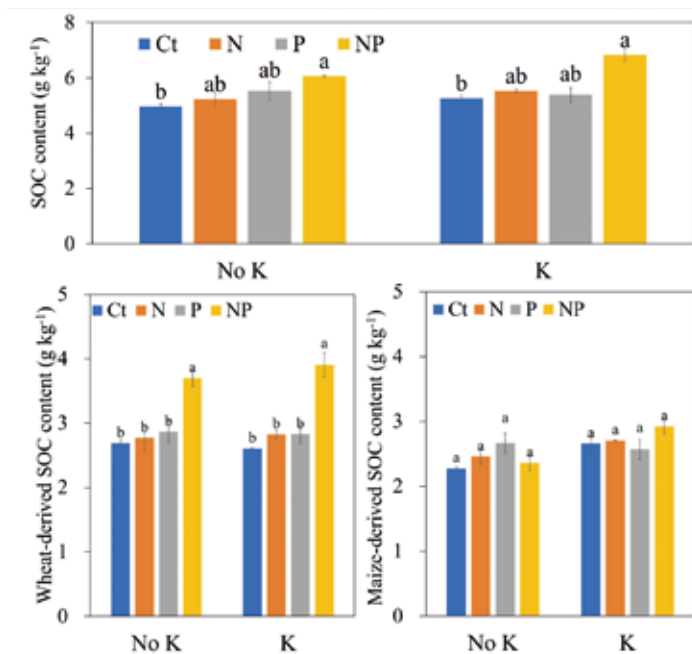 8
6
4
2
0
SOC content (g kg-1)
Ct N P NP
b ab ab a
b ab ab a
No K K
5
4
3
2
1
0
Wheat-derived SOC content (g kg-1)
Ct N P NP
b b b a
b b b a
No K K
5
4
3
2
1
0
Maize-derived SOC content (g kg-1)
Ct N P NP
a a a a
a a a a
No K K